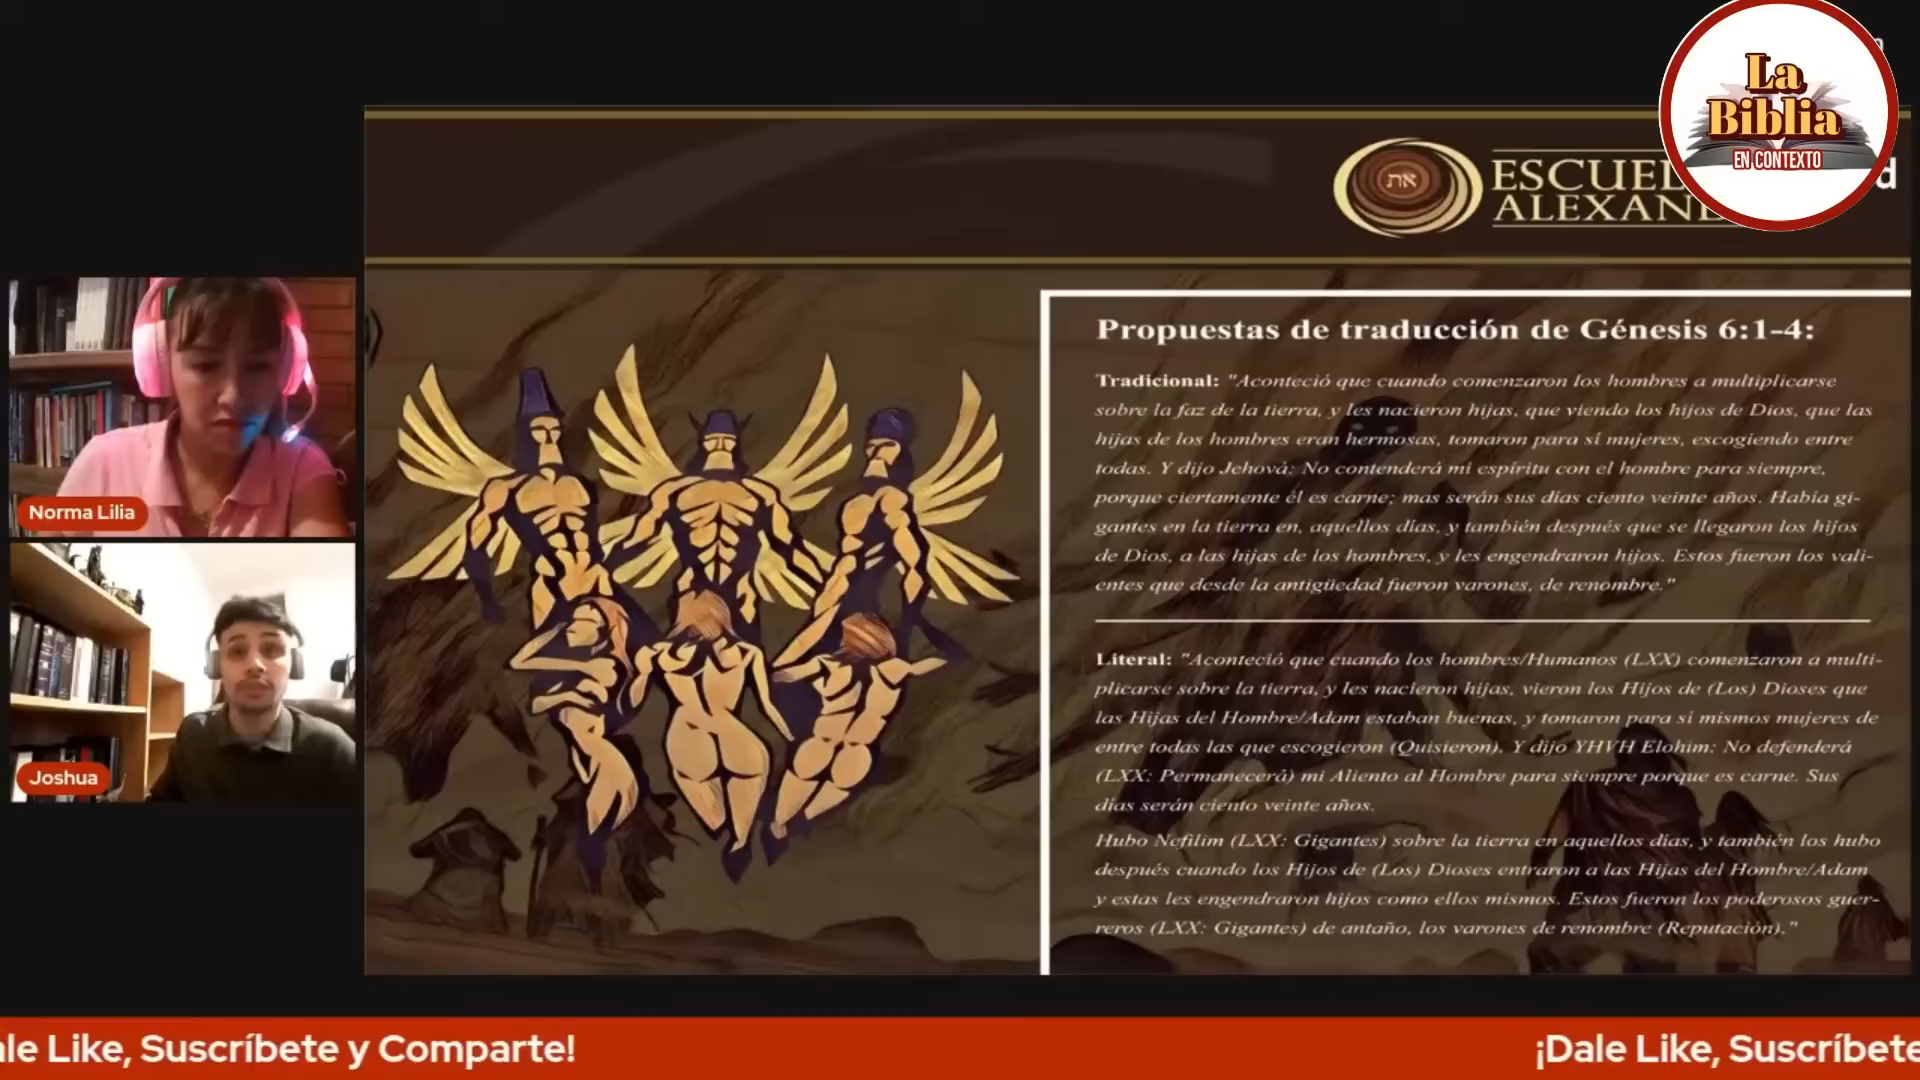 La
Biblia
EN CONTEXTO
את
ESCUEL
ALEXAN
d
Norma Lilia
Joshua
Propuestas de traducción de Génesis 6:1-4:
Tradicional: "Aconteció que cuando comenzaron los hombres a multiplicarse
sobre la faz de la tierra, y les nacieron hijas, que viendo los hijos de Dios, que las
hijas de los hombres eran hermosas, tomaron para sí mujeres, escogiendo entre
todas. Y dijo Jehová: No contenderá mi espíritu con el hombre para siempre,
porque ciertamente él es carne; mas serán sus días ciento veinte años. Había gi-
gantes en la tierra en, aquellos días, y también después que se llegaron los hijos
de Dios, a las hijas de los hombres, y les engendraron hijos. Estos fueron los vali-
entes que desde la antigüedad fueron varones, de renombre."
Literal: "Aconteció que cuando los hombres/Humanos (LXX) comenzaron a multi-
plicarse sobre la tierra, y les nacieron hijas, vieron los Hijos de (Los) Dioses que
las Hijas del Hombre/Adam estaban buenas, y tomaron para sí mismos mujeres de
entre todas las que escogieron (Quisieron). Y dijo YHVH Elohim: No defenderá
(LXX: Permanecerá) mi Aliento al Hombre para siempre porque es carne. Sus
días serán ciento veinte años.
Hubo Nefilim (LXX: Gigantes) sobre la tierra en aquellos días, y también los hubo
después cuando los Hijos de (Los) Dioses entraron a las Hijas del Hombre/Adam
y estas les engendraron hijos como ellos mismos. Estos fueron los poderosos guer-
reros (LXX: Gigantes) de antaño, los varones de renombre (Reputación)."
ale Like, Suscríbete y Comparte!
¡Dale Like, Suscríbete